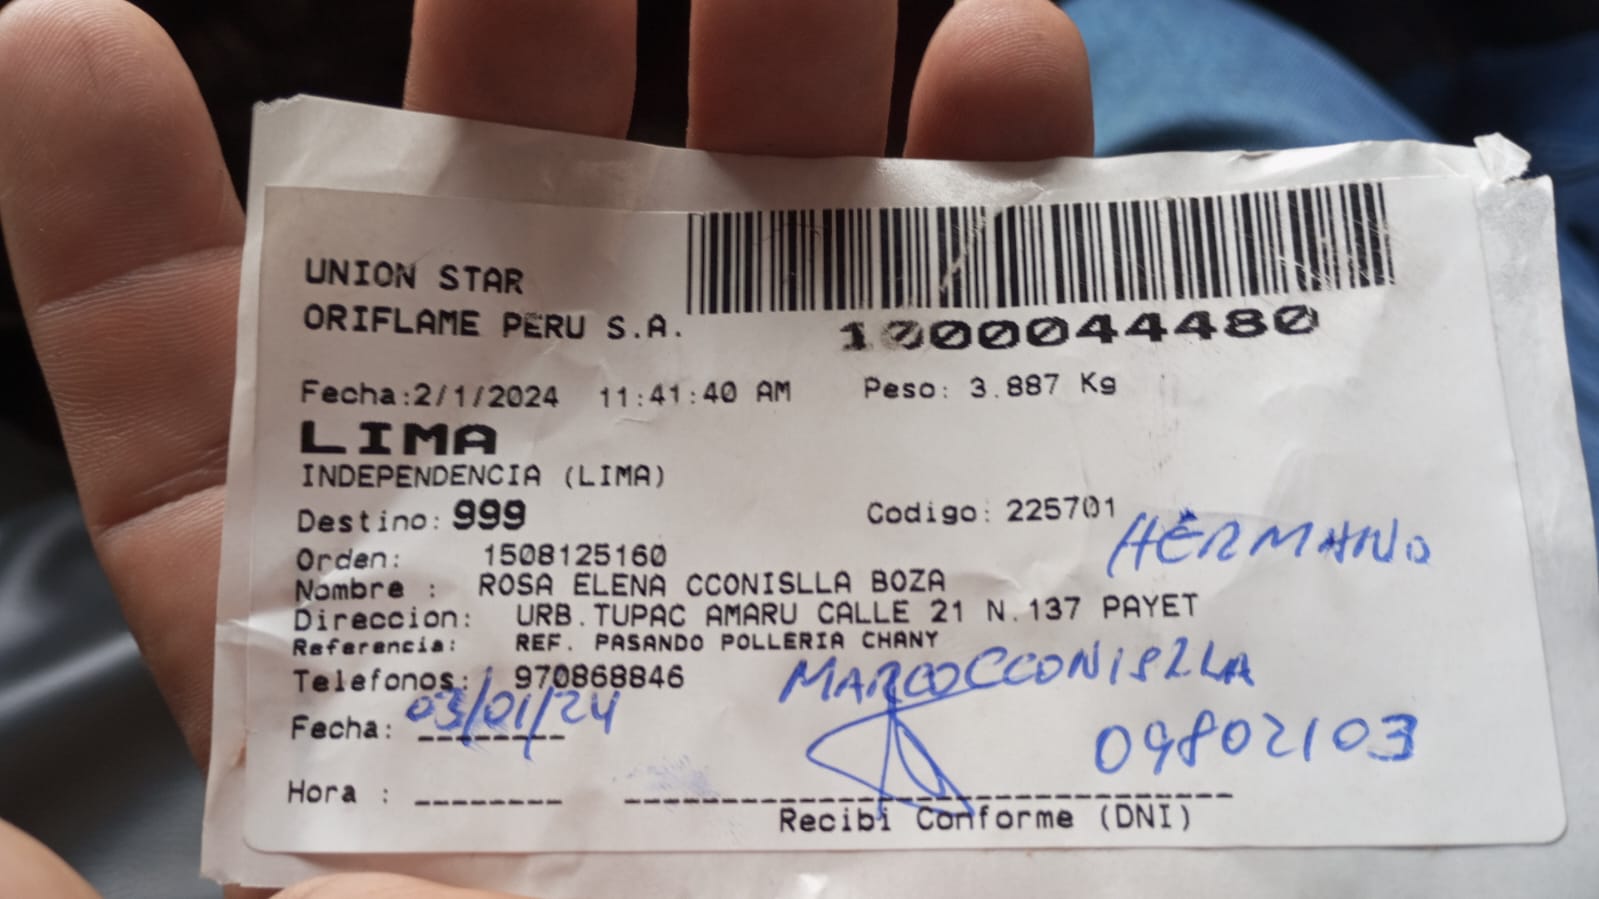 UNION STAR
ORIFLAME PERU S.A.
1000044480
Fecha:2/1/2024 11:41:40 AM Peso: 3.887 Kg
LIMA
INDEPENDENCIA (LIMA)
Destino: 999 Codigo: 225701
HERMANO
Orden: 1508125160
Nombre : ROSA ELENA CCONISLLA BOZA
Direccion: URB.TUPAC AMARU CALLE 21 N.137 PAYET
Referencia: REF. PASANDO POLLERIA CHANY
Telefonos: 970868846
MARCO CCONISLLA
Fecha: 03/01/24
09802103
Hora :
Recibi Conforme (DNI)